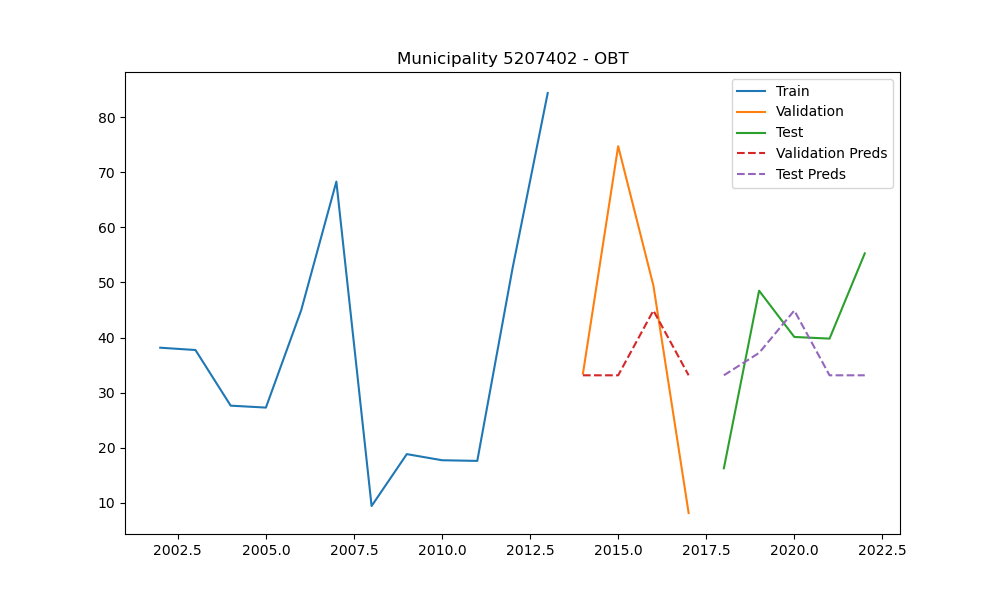 Municipality 5207402 - OBT
Train
Validation
Test
Validation Preds
Test Preds
80
70
60
50
40
30
20
10
2002.5 2005.0 2007.5 2010.0 2012.5 2015.0 2017.5 2020.0 2022.5